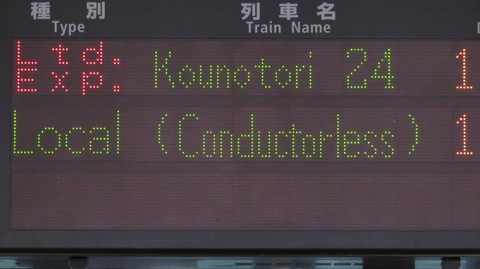 種別 列車名
Type Train Name
Ltd. Exp. Kounotori 24 1
Local (Conductorless) 1